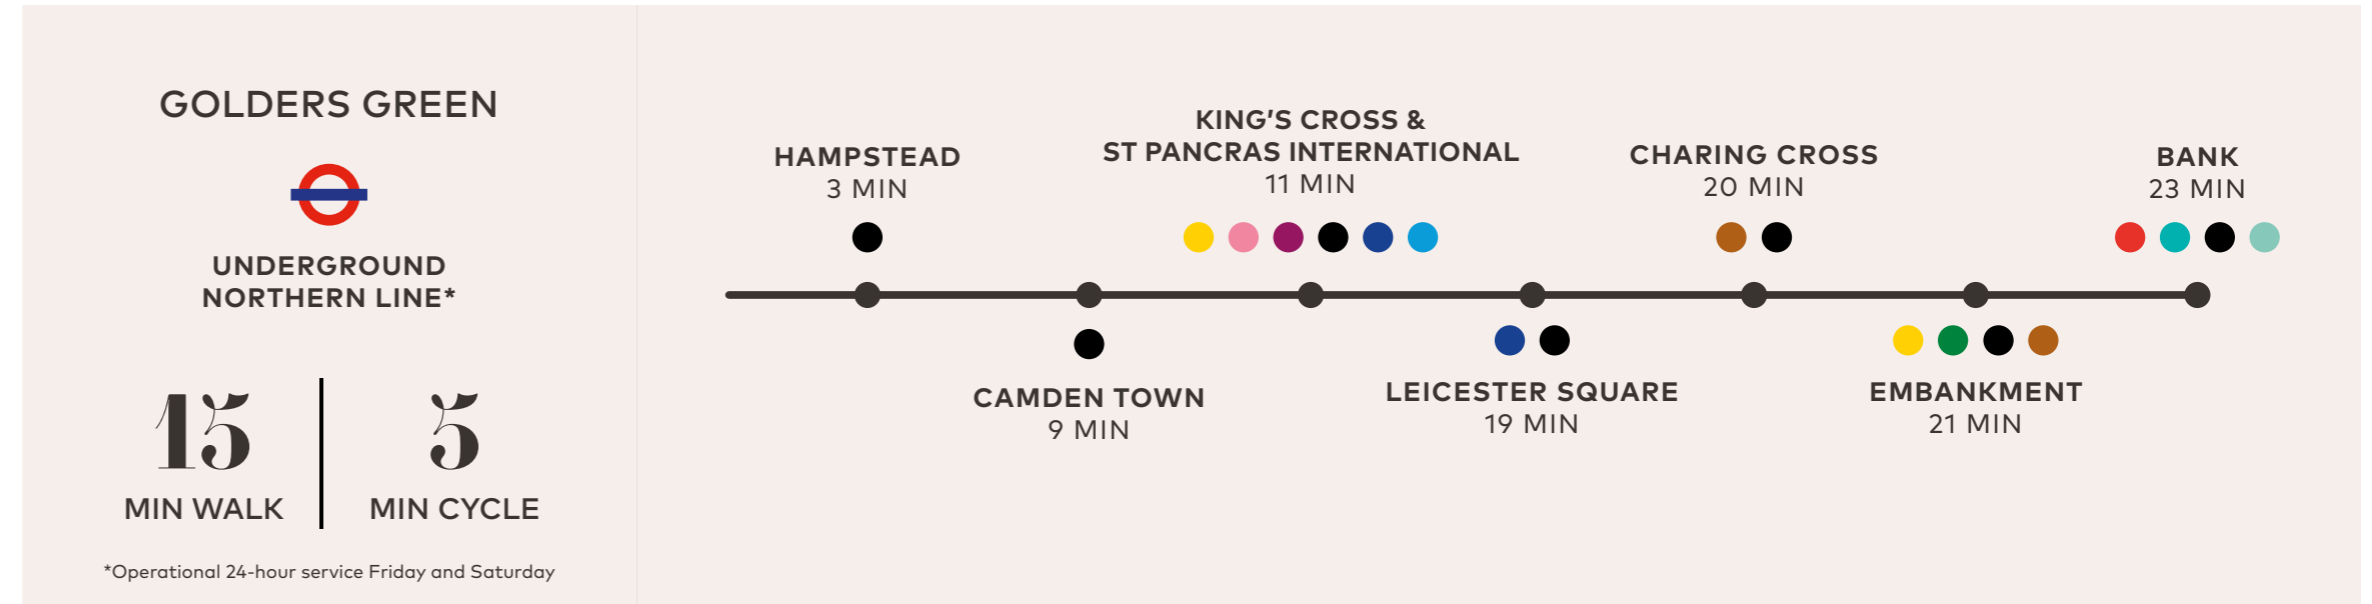 GOLDERS GREEN
UNDERGROUND
NORTHERN LINE*
15
MIN WALK
5
MIN CYCLE
*Operational 24-hour service Friday and Saturday
HAMPSTEAD
3 MIN
CAMDEN TOWN
9 MIN
KING'S CROSS &
ST PANCRAS INTERNATIONAL
11 MIN
LEICESTER SQUARE
19 MIN
CHARING CROSS
20 MIN
EMBANKMENT
21 MIN
BANK
23 MIN